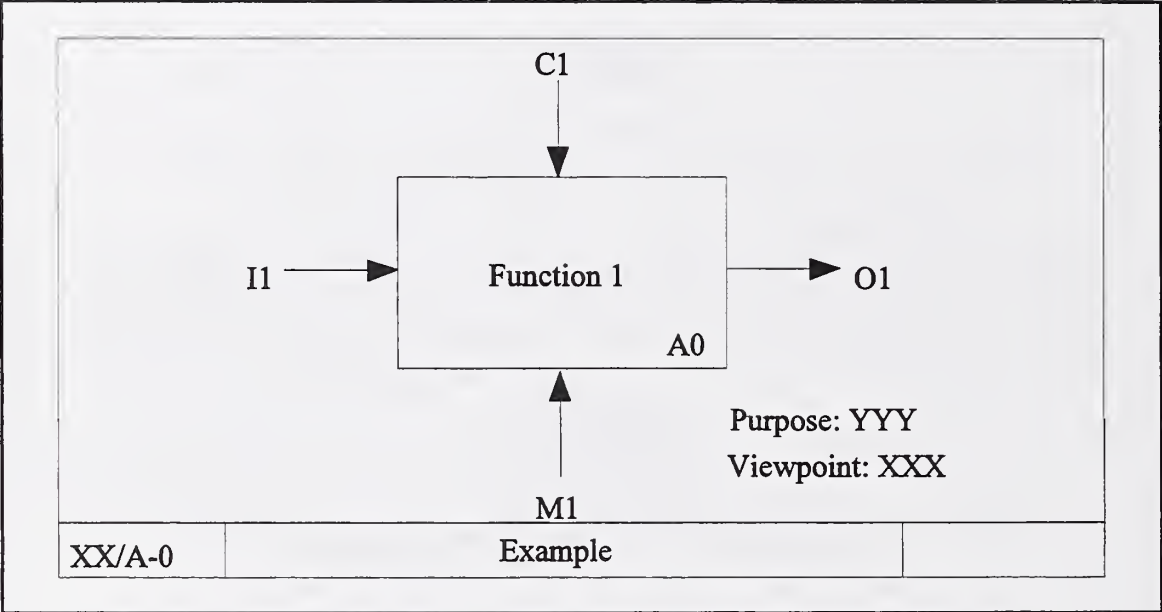 C1
I1
Function 1
O1
A0
Purpose: YYY
Viewpoint: XXX
M1
XX/A-0
Example